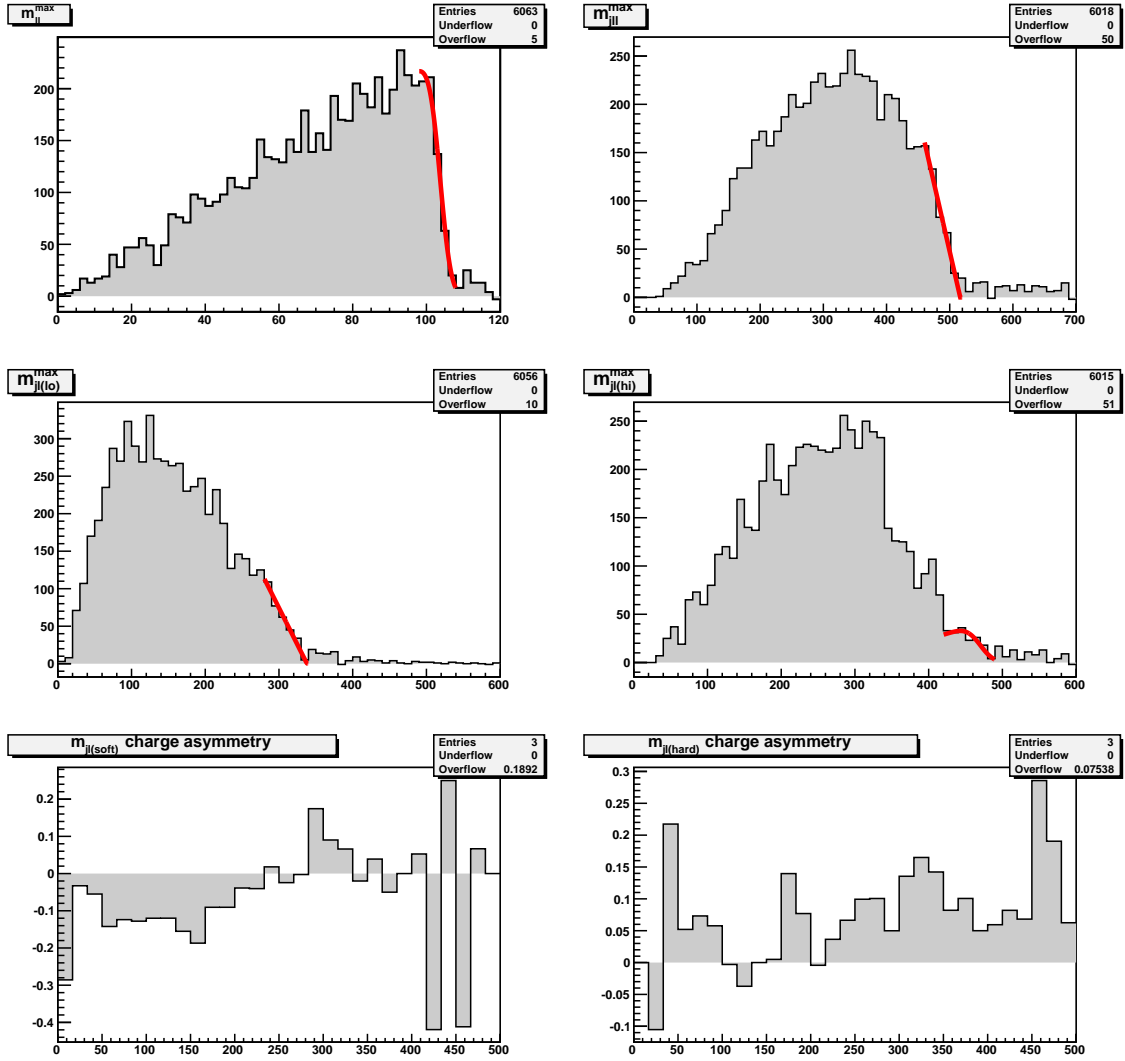 m_ll^max
Entries 6063
Underflow 0
Overflow 5
200
150
100
50
0
0 20 40 60 80 100 120
m_jll^max
Entries 6018
Underflow 0
Overflow 50
250
200
150
100
50
0
0 100 200 300 400 500 600 700
m_jl(lo)^max
Entries 6056
Underflow 0
Overflow 10
300
250
200
150
100
50
0
0 100 200 300 400 500 600
m_jl(hi)^max
Entries 6015
Underflow 0
Overflow 51
250
200
150
100
50
0
0 100 200 300 400 500 600
m_jl(soft) charge asymmetry
Entries 3
Underflow 0
Overflow 0.1892
0.2
0.1
0
-0.1
-0.2
-0.3
-0.4
0 50 100 150 200 250 300 350 400 450 500
m_jl(hard) charge asymmetry
Entries 3
Underflow 0
Overflow 0.07538
0.3
0.25
0.2
0.15
0.1
0.05
0
-0.05
-0.1
0 50 100 150 200 250 300 350 400 450 500